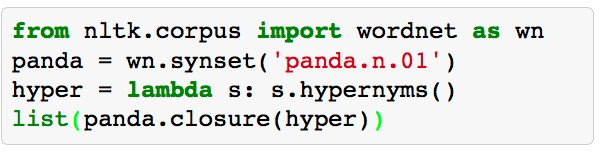 from nltk.corpus import wordnet as wn
panda = wn.synset('panda.n.01')
hyper = lambda s: s.hypernyms()
list(panda.closure(hyper))